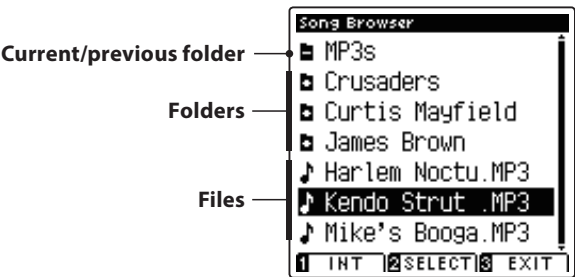 Song Browser
Current/previous folder
MP3s
Folders
Crusaders
Curtis Mayfield
James Brown
Files
Harlem Noctu.MP3
Kendo Strut .MP3
Mike's Booga.MP3
1 INT 2 SELECT 3 EXIT